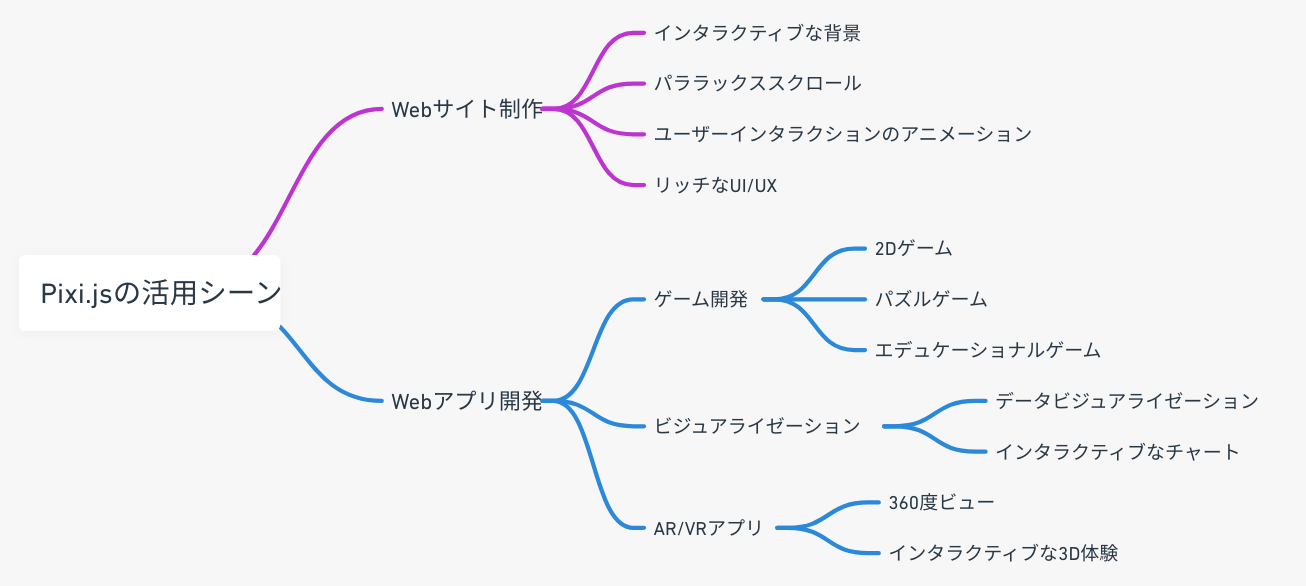 Pixi.jsの活用シーン
Webサイト制作
インタラクティブな背景
パララックススクロール
ユーザーインタラクションのアニメーション
リッチなUI/UX
Webアプリ開発
ゲーム開発
2Dゲーム
パズルゲーム
エデュケーショナルゲーム
ビジュアライゼーション
データビジュアライゼーション
インタラクティブなチャート
AR/VRアプリ
360度ビュー
インタラクティブな3D体験